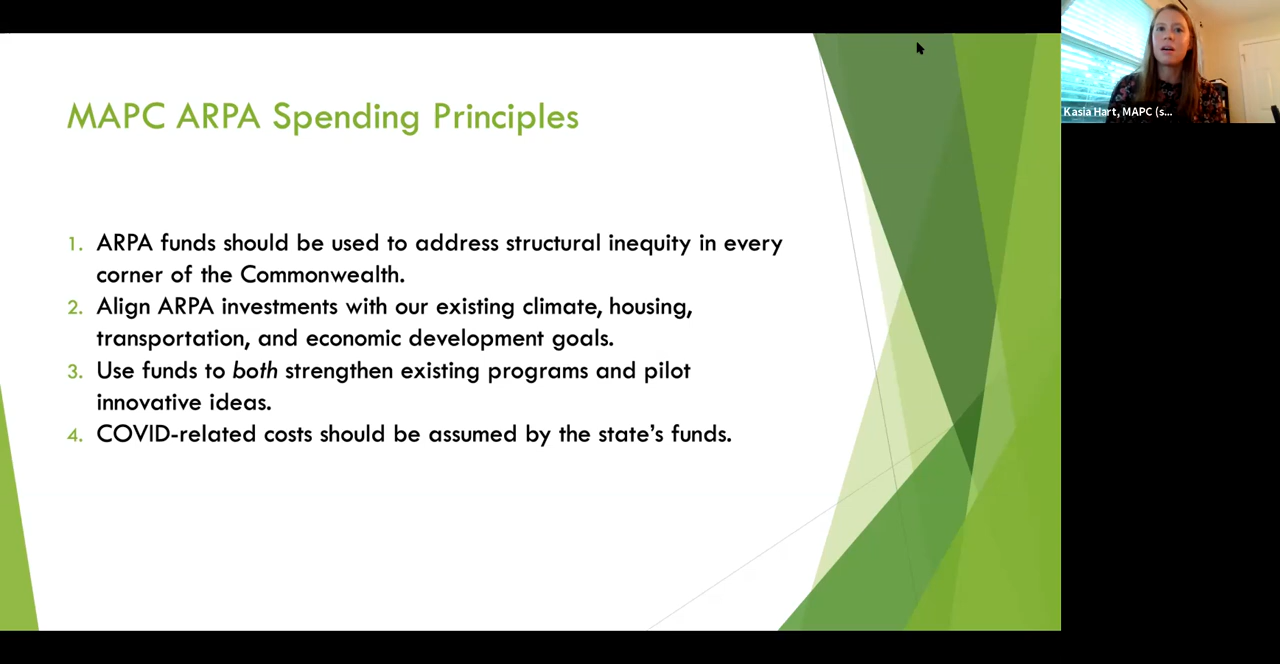 MAPC ARPA Spending Principles
1. ARPA funds should be used to address structural inequity in every
corner of the Commonwealth.
2. Align ARPA investments with our existing climate, housing,
transportation, and economic development goals.
3. Use funds to both strengthen existing programs and pilot
innovative ideas.
4. COVID-related costs should be assumed by the state's funds.
Kasia Hart, MAPC (s...